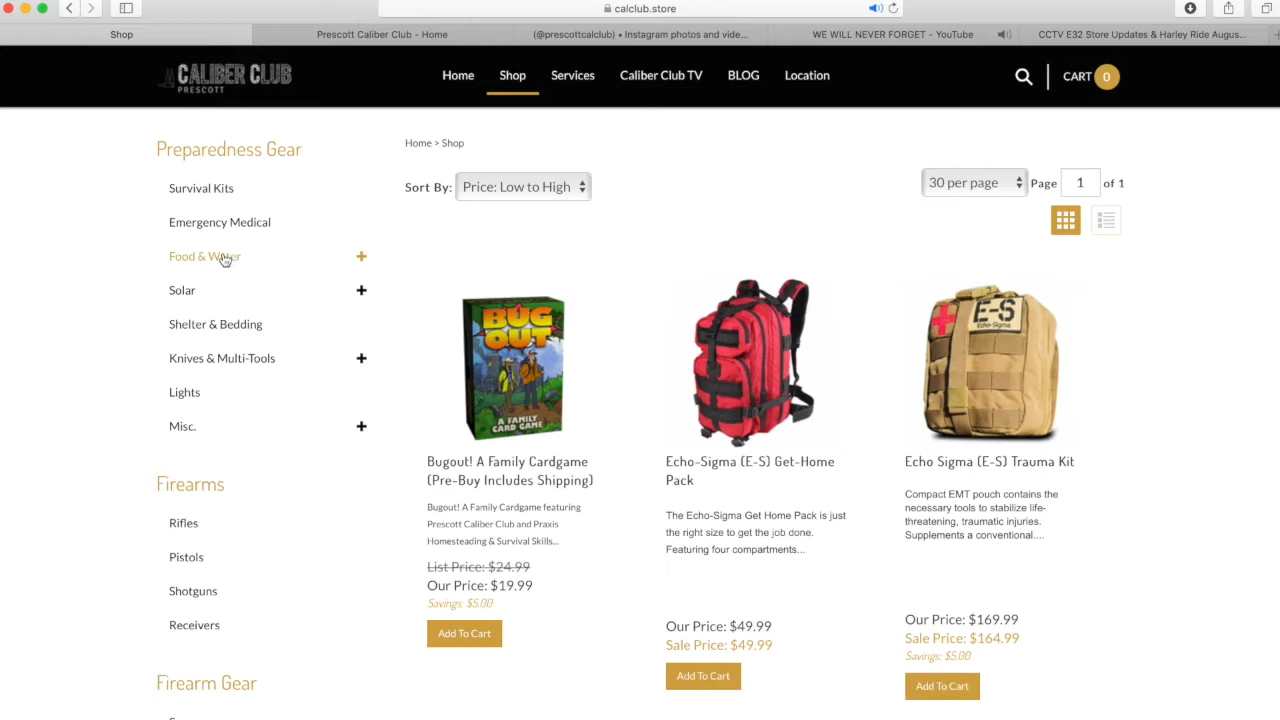 calclub.store
Shop
Prescott Caliber Club - Home
(@prescottcalclub) • Instagram photos and vide...
WE WILL NEVER FORGET - YouTube
CCTV E32 Store Updates & Harley Ride Augus...
CALIBER CLUB
PRESCOTT
Home
Shop
Services
Caliber Club TV
BLOG
Location
CART 0
Preparedness Gear
Survival Kits
Emergency Medical
Food & Water
Solar
Shelter & Bedding
Knives & Multi-Tools
Lights
Misc.
Firearms
Rifles
Pistols
Shotguns
Receivers
Firearm Gear
Home > Shop
Sort By: Price: Low to High
30 per page
Page 1 of 1
BUG
OUT
A FAMILY
CARD GAME
Bugout! A Family Cardgame
(Pre-Buy Includes Shipping)
Bugout! A Family Cardgame featuring
Prescott Caliber Club and Praxis
Homesteading & Survival Skills...
List Price: $24.99
Our Price: $19.99
Savings: $5.00
Add To Cart
Echo-Sigma (E-S) Get-Home
Pack
The Echo-Sigma Get Home Pack is just
the right size to get the job done.
Featuring four compartments...
Our Price: $49.99
Sale Price: $49.99
Add To Cart
E-S
Echo-Sigma
Echo Sigma (E-S) Trauma Kit
Compact EMT pouch contains the
necessary tools to stabilize life-
threatening, traumatic injuries.
Supplements a conventional....
Our Price: $169.99
Sale Price: $164.99
Savings: $5.00
Add To Cart